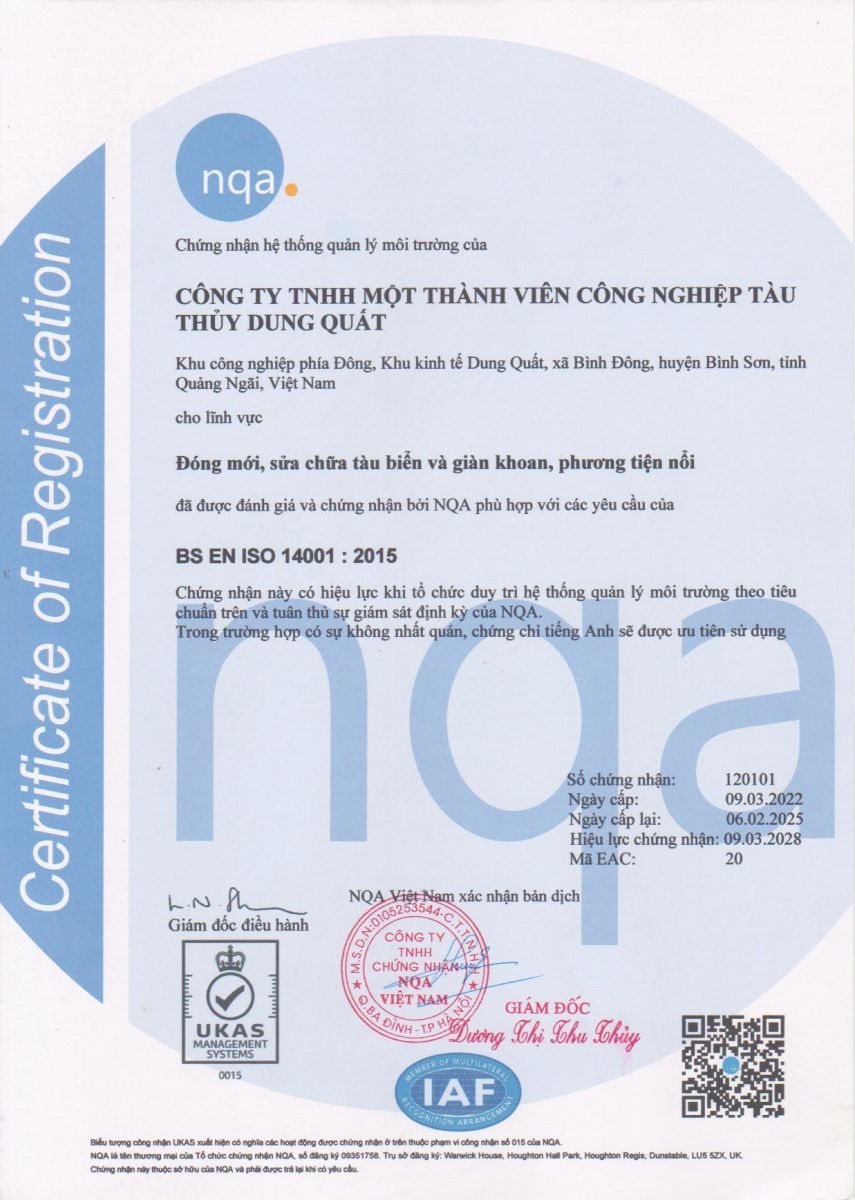 Certificate of Registration
nqa.
Chứng nhận hệ thống quản lý môi trường của
CÔNG TY TNHH MỘT THÀNH VIÊN CÔNG NGHIỆP TÀU
THỦY DUNG QUẤT
Khu công nghiệp phía Đông, Khu kinh tế Dung Quất, xã Bình Đông, huyện Bình Sơn, tỉnh
Quảng Ngãi, Việt Nam
cho lĩnh vực
Đóng mới, sửa chữa tàu biển và giàn khoan, phương tiện nổi
đã được đánh giá và chứng nhận bởi NQA phù hợp với các yêu cầu của
BS EN ISO 14001 : 2015
Chứng nhận này có hiệu lực khi tổ chức duy trì hệ thống quản lý môi trường theo tiêu
chuẩn trên và tuân thủ sự giám sát định kỳ của NQA.
Trong trường hợp có sự không nhất quán, chứng chỉ tiếng Anh sẽ được ưu tiên sử dụng
nqa
Số chứng nhận: 120101
Ngày cấp: 09.03.2022
Ngày cấp lại: 06.02.2025
Hiệu lực chứng nhận: 09.03.2028
Mã EAC: 20
NQA Việt Nam xác nhận bản dịch
Giám đốc điều hành
M.S.D.N:0105253544-C.T.T.N.H.H
CÔNG TY
TNHH
CHỨNG NHẬN
NQA
VIỆT NAM
Q.BA ĐÌNH - T.P HÀ NỘI
GIÁM ĐỐC
Dương Thị Thu Thủy
UKAS
MANAGEMENT
SYSTEMS
0015
MEMBER OF MULTILATERAL
IAF
RECOGNITION ARRANGEMENT
Biểu tượng công nhận UKAS xuất hiện có nghĩa các hoạt động được chứng nhận ở trên thuộc phạm vi công nhận số 015 của NQA.
NQA là tên thương mại của Tổ chức chứng nhận NQA, số đăng ký 09351758. Trụ sở đăng ký: Warwick House, Houghton Hall Park, Houghton Regis, Dunstable, LU5 5ZX, UK.
Chứng nhận này thuộc sở hữu của NQA và phải được trả lại khi có yêu cầu.